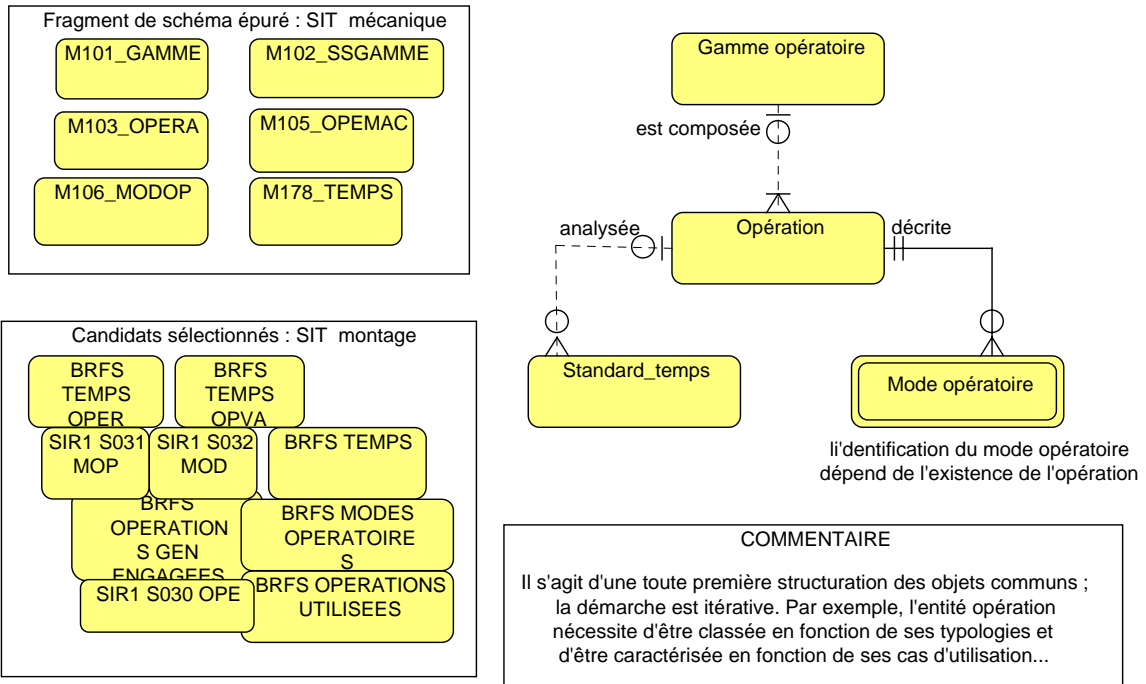 Fragment de schéma épuré : SIT  mécanique
M101_GAMME
M102_SSGAMME
M103_OPERA
M105_OPEMAC
M106_MODOP
M178_TEMPS
Candidats sélectionnés : SIT  montage
BRFS
TEMPS
OPER
BRFS
TEMPS
OPVA
SIR1 S031
MOP
SIR1 S032
MOD
BRFS TEMPS
BRFS
OPERATION
S GEN
ENGAGEES
BRFS MODES
OPERATOIRE
S
SIR1 S030 OPE
BRFS OPERATIONS
UTILISEES
Gamme opératoire
est composée
Opération
analysée
décrite
Standard_temps
Mode opératoire
li'dentification du mode opératoire
dépend de l'existence de l'opération
COMMENTAIRE
Il s'agit d'une toute première structuration des objets communs ;
la démarche est itérative. Par exemple, l'entité opération
nécessite d'être classée en fonction de ses typologies et
d'être caractérisée en fonction de ses cas d'utilisation...